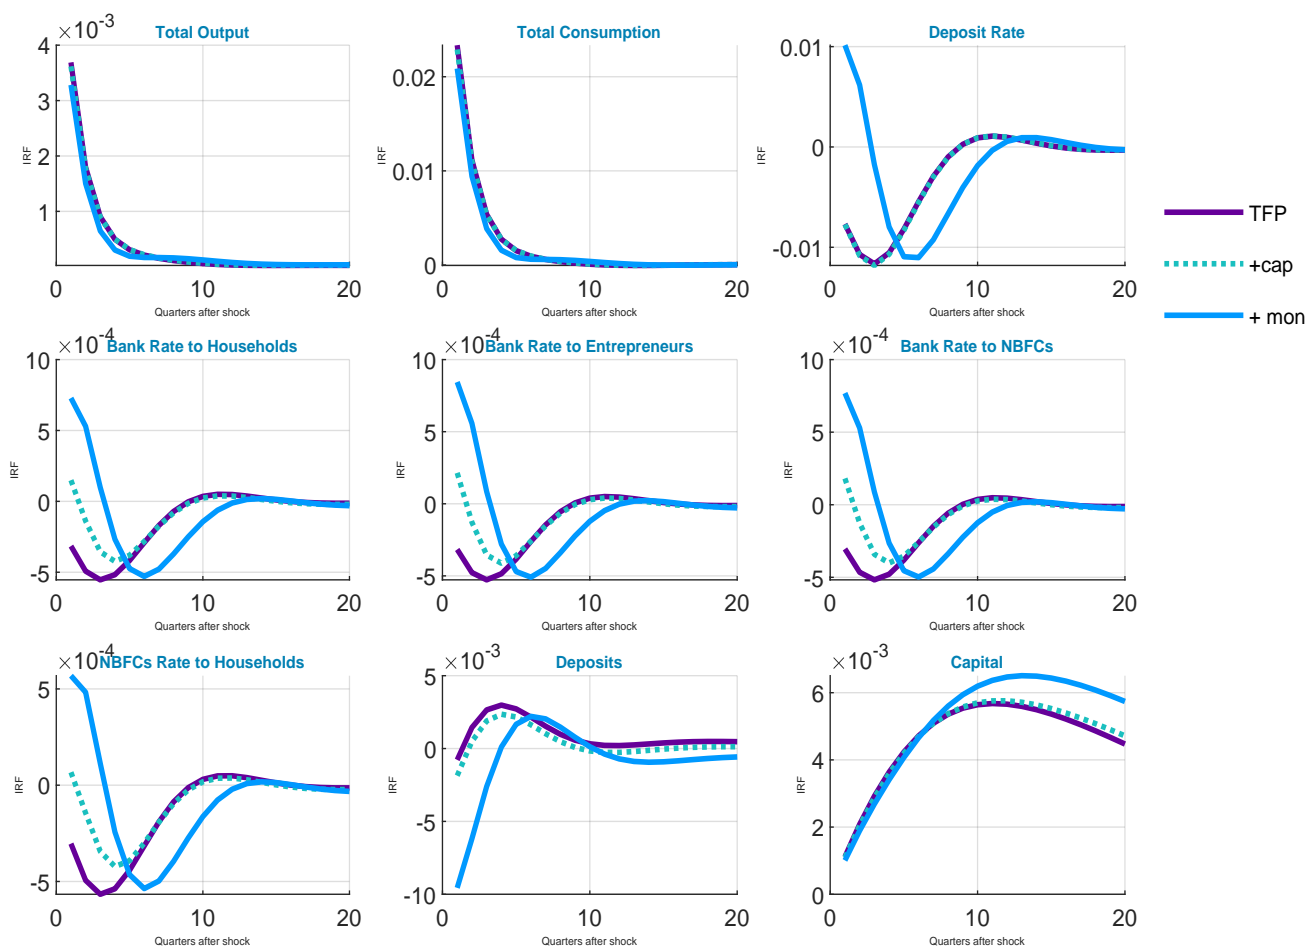 ×10-3
Total Output
4
3
2
1
IRF
0 10 20
Quarters after shock
Total Consumption
0.02
0.01
0
IRF
0 10 20
Quarters after shock
Deposit Rate
0.01
0
-0.01
IRF
0 10 20
Quarters after shock
TFP
+cap
+ mon
×10-4
Bank Rate to Households
10
5
0
-5
IRF
0 10 20
Quarters after shock
×10-4
Bank Rate to Entrepreneurs
10
5
0
-5
IRF
0 10 20
Quarters after shock
×10-4
Bank Rate to NBFCs
10
5
0
-5
IRF
0 10 20
Quarters after shock
×10-4
NBFCs Rate to Households
5
0
-5
IRF
0 10 20
Quarters after shock
×10-3
Deposits
5
0
-5
-10
IRF
0 10 20
Quarters after shock
×10-3
Capital
6
4
2
0
IRF
0 10 20
Quarters after shock